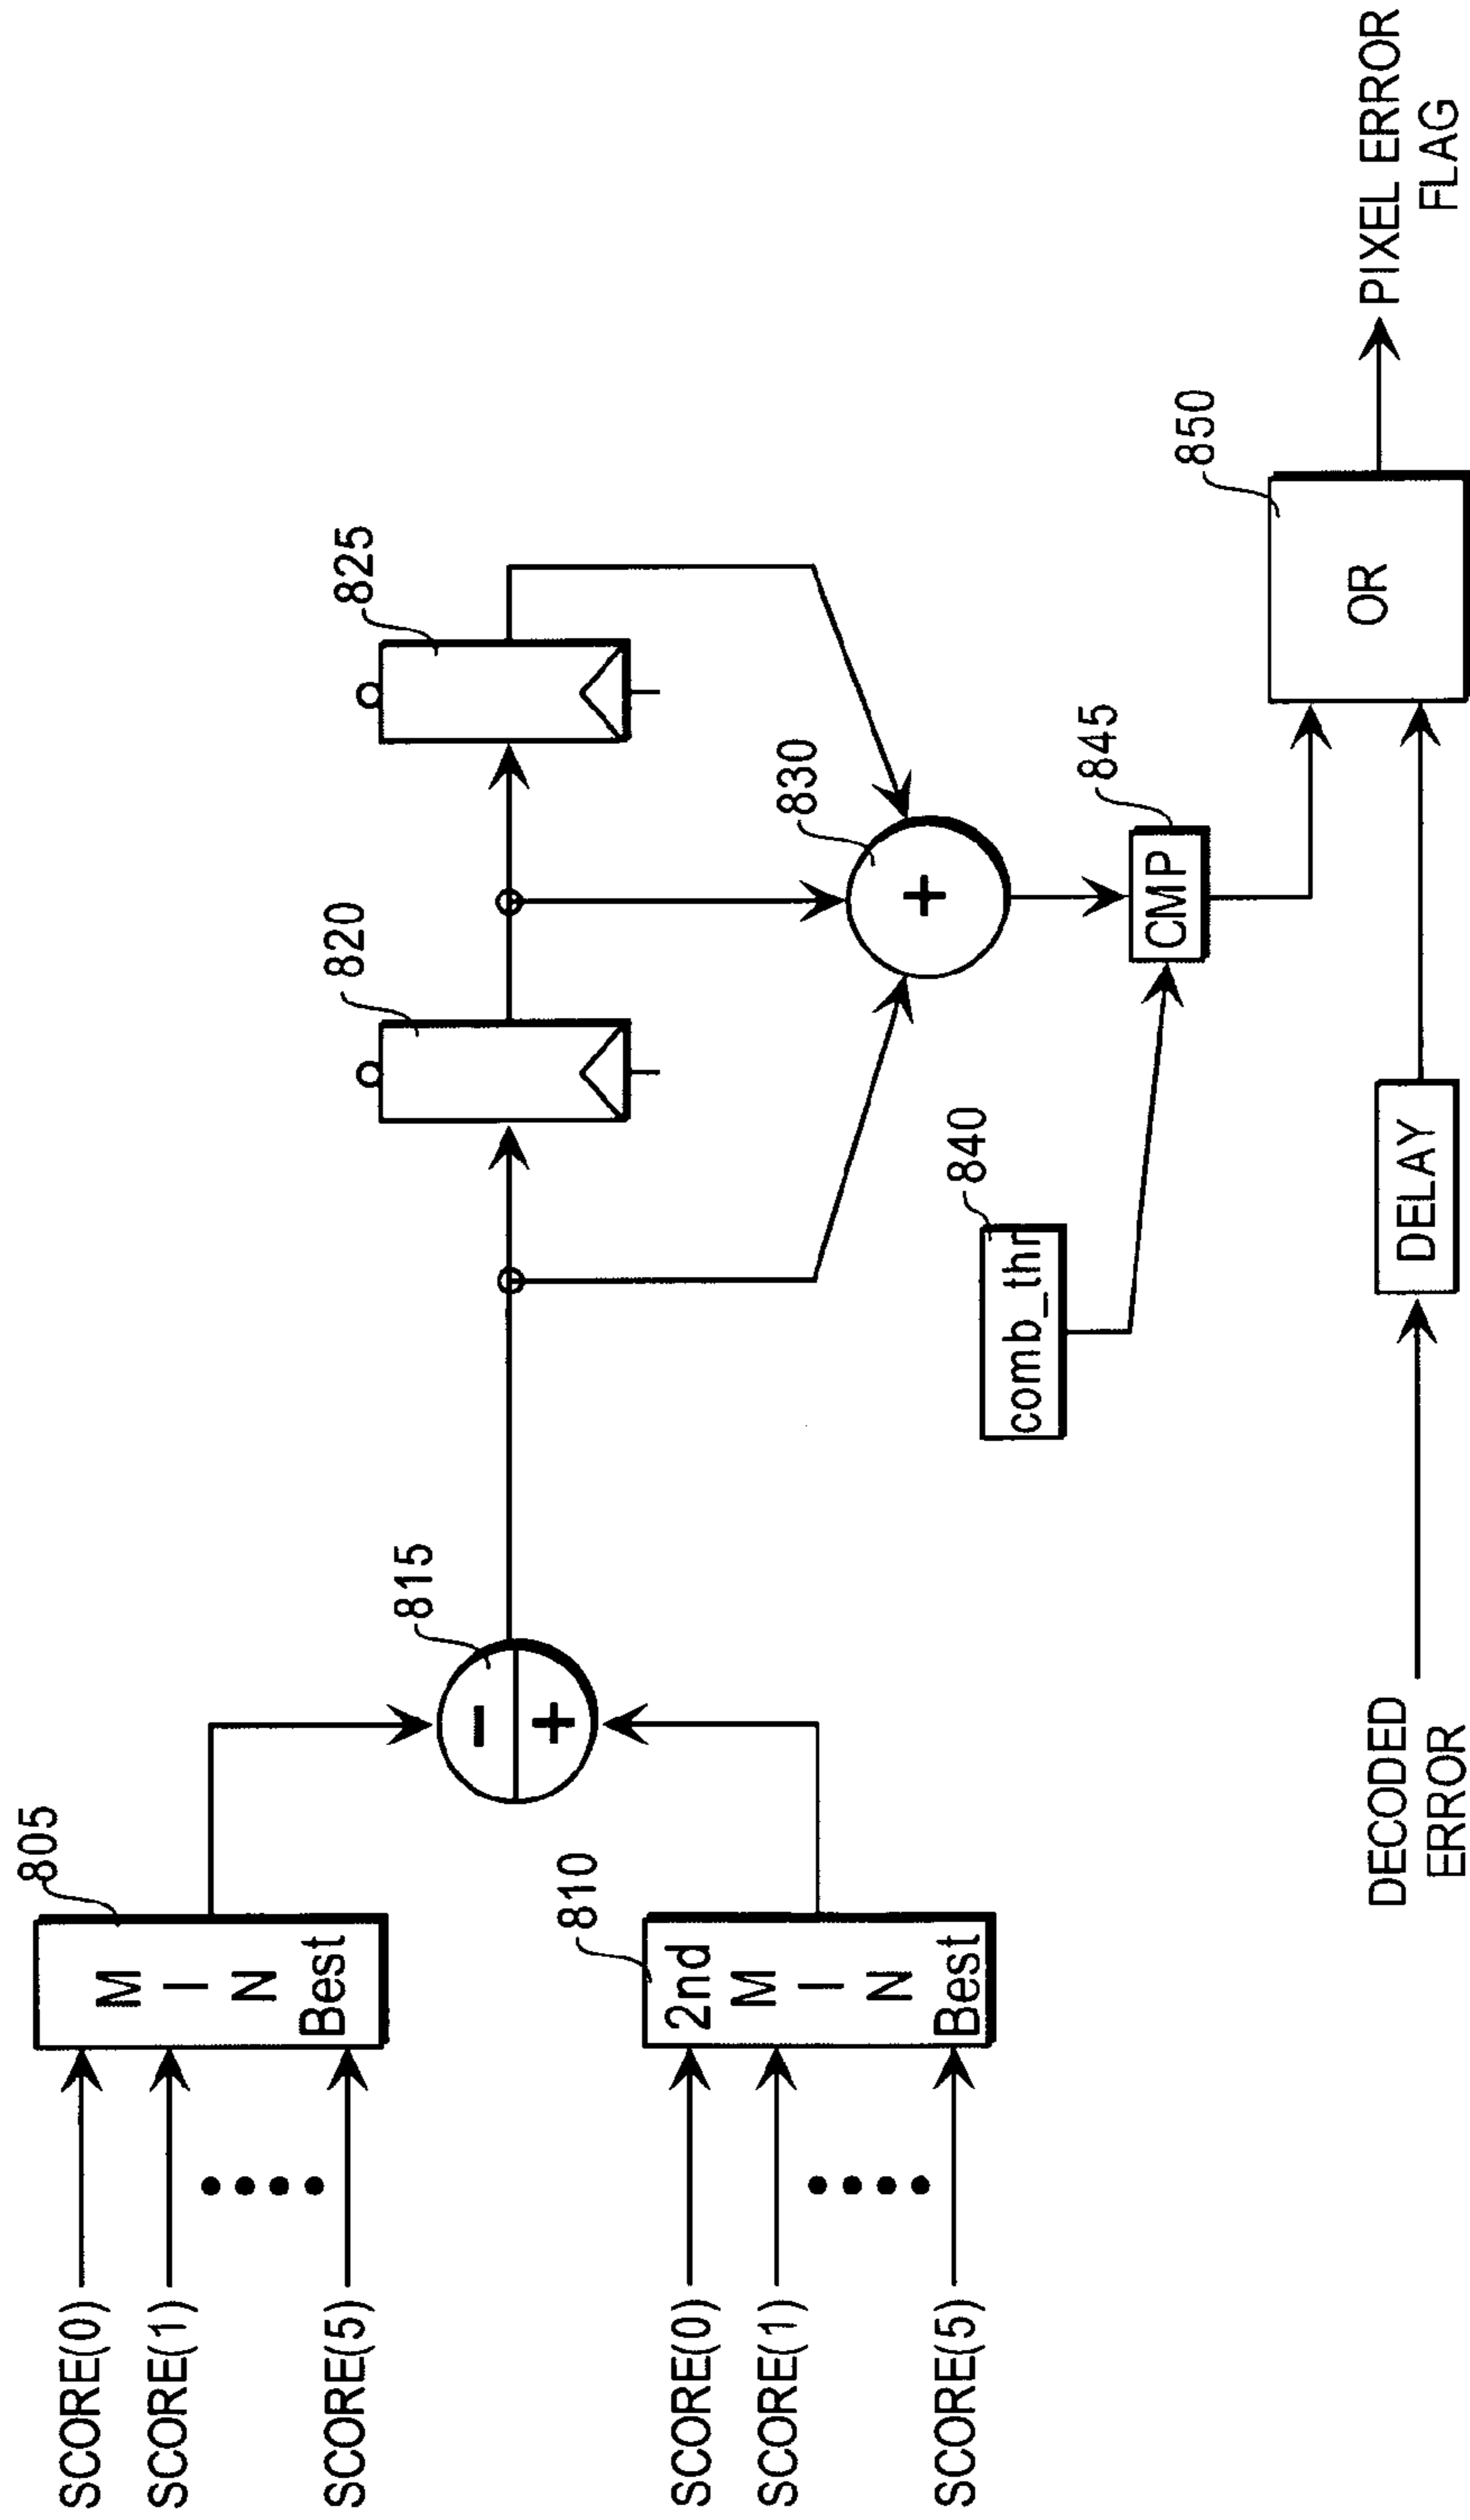 SCORE(0)
SCORE(1)
SCORE(5)
M
I
N
Best
805
SCORE(0)
SCORE(1)
SCORE(5)
2nd
M
I
N
Best
810
815
-
+
820
825
830
+
comb_thr
840
CMP
845
DECODED
ERROR
DELAY
OR
850
PIXEL ERROR
FLAG